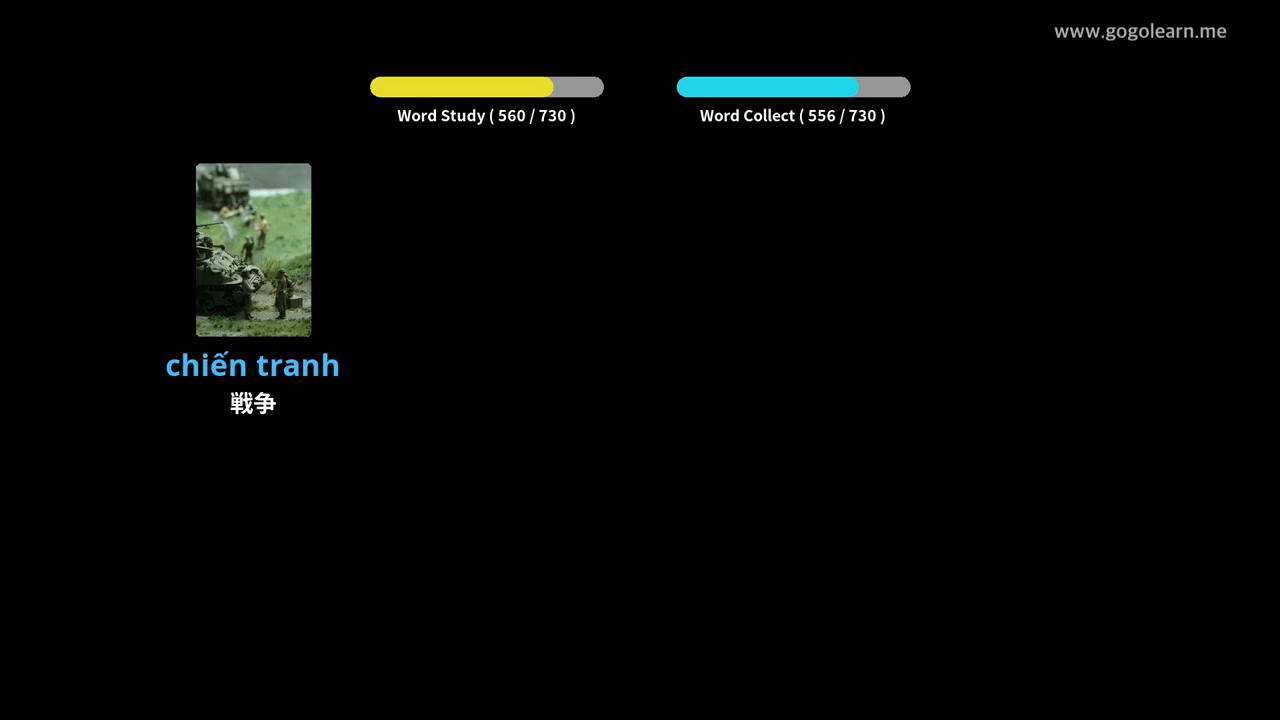 www.gogolearn.me
Word Study ( 560 / 730 )
Word Collect ( 556 / 730 )
chiến tranh
戦争